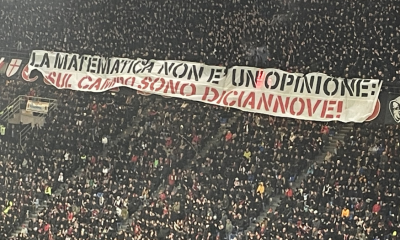 LA MATEMATICA NON E' UN'OPINIONE:
SUL CAMPO SONO DICIANNOVE!